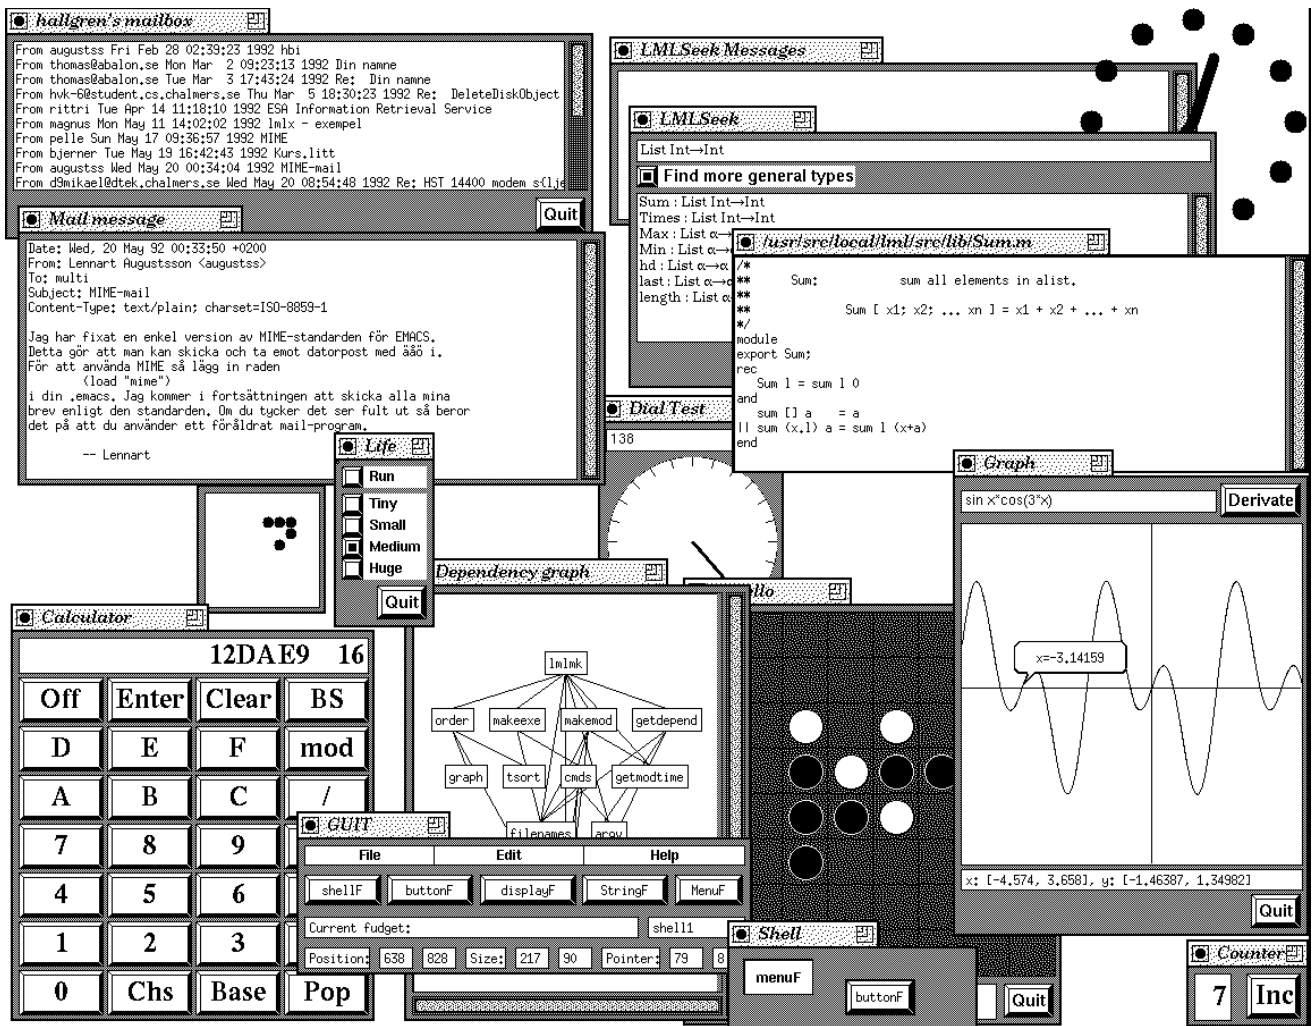 hallgren's mailbox
From augustss Fri Feb 28 02:39:23 1992 hbi
From thomas@abalon.se Mon Mar  2 09:23:13 1992 Din namne
From thomas@abalon.se Tue Mar  3 17:43:24 1992 Re:  Din namne
From hvk-6@student.cs.chalmers.se Thu Mar  5 18:30:23 1992 Re:  DeleteDiskObject
From rittri Tue Apr 14 11:18:10 1992 ESA Information Retrieval Service
From magnus Mon May 11 14:02:02 1992 lmlx - exempel
From pelle Sun May 17 09:36:57 1992 MIME
From bjerner Tue May 19 16:42:43 1992 Kurs.litt
From augustss Wed May 20 00:34:04 1992 MIME-mail
From d9mikael@dtek.chalmers.se Wed May 20 08:54:48 1992 Re: HST 14400 modem s{lje
Quit
Mail message
Date: Wed, 20 May 92 00:33:50 +0200
From: Lennart Augustsson <augustss>
To: multi
Subject: MIME-mail
Content-Type: text/plain; charset=ISO-8859-1
Jag har fixat en enkel version av MIME-standarden för EMACS.
Detta gör att man kan skicka och ta emot datorpost med äåö i.
För att använda MIME så lägg in raden
(load "mime")
i din .emacs. Jag kommer i fortsättningen att skicka alla mina
brev enligt den standarden. Om du tycker det ser fult ut så beror
det på att du använder ett föråldrat mail-program.
-- Lennart
LMLSeek Messages
LMLSeek
List Int→Int
Find more general types
Sum : List Int→Int
Times : List Int→Int
Max : List α→
Min : List α→
hd : List α→α
last : List α→α
length : List α
/usr/src/local/lml/src/lib/Sum.m
/*
** Sum: sum all elements in alist.
**
** Sum [ x1; x2; ... xn ] = x1 + x2 + ... + xn
*/
module
export Sum;
rec
Sum l = sum l 0
and
sum [] a = a
|| sum (x.l) a = sum l (x+a)
end
Dial Test
138
Life
Run
Tiny
Small
Medium
Huge
Quit
Graph
sin x*cos(3*x)
Derivate
x=-3.14159
x: [-4.574, 3.658], y: [-1.46387, 1.34982]
Quit
Dependency graph
lmlmk
order makeexe makemod getdepend
graph tsort cmds getmodtime
filenames argv
llo
Quit
Calculator
12DAE9 16
Off Enter Clear BS
D E F mod
A B C /
7 8 9
4 5 6
1 2 3
0 Chs Base Pop
GUIT
File Edit Help
shellF buttonF displayF StringF MenuF
Current fudget: shell1
Position: 638 828 Size: 217 90 Pointer: 79 8
Shell
menuF
buttonF
Counter
7 Inc